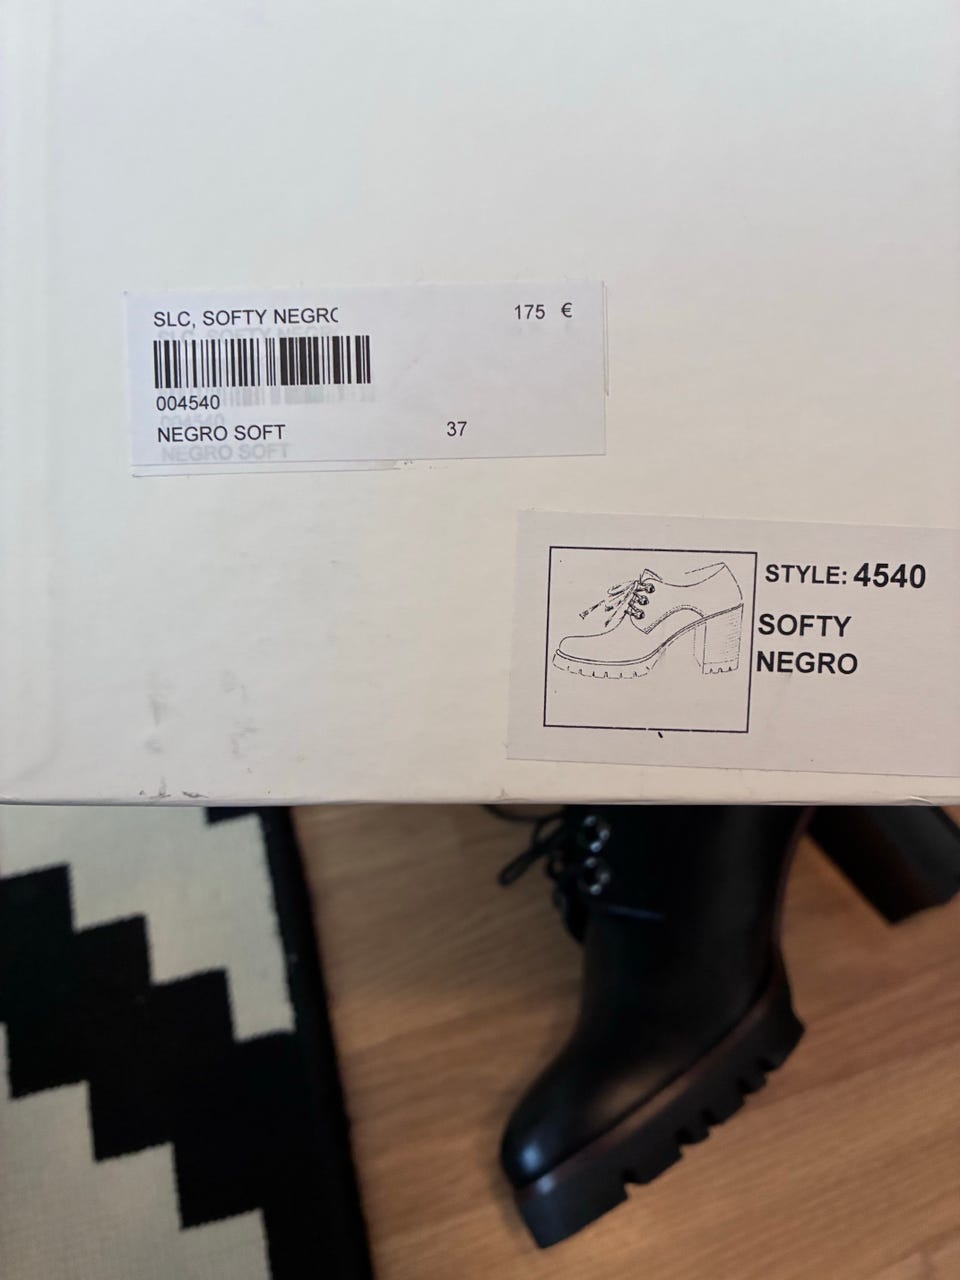 SLC, SOFTY NEGRO
175 €
004540
NEGRO SOFT
37
STYLE: 4540
SOFTY
NEGRO